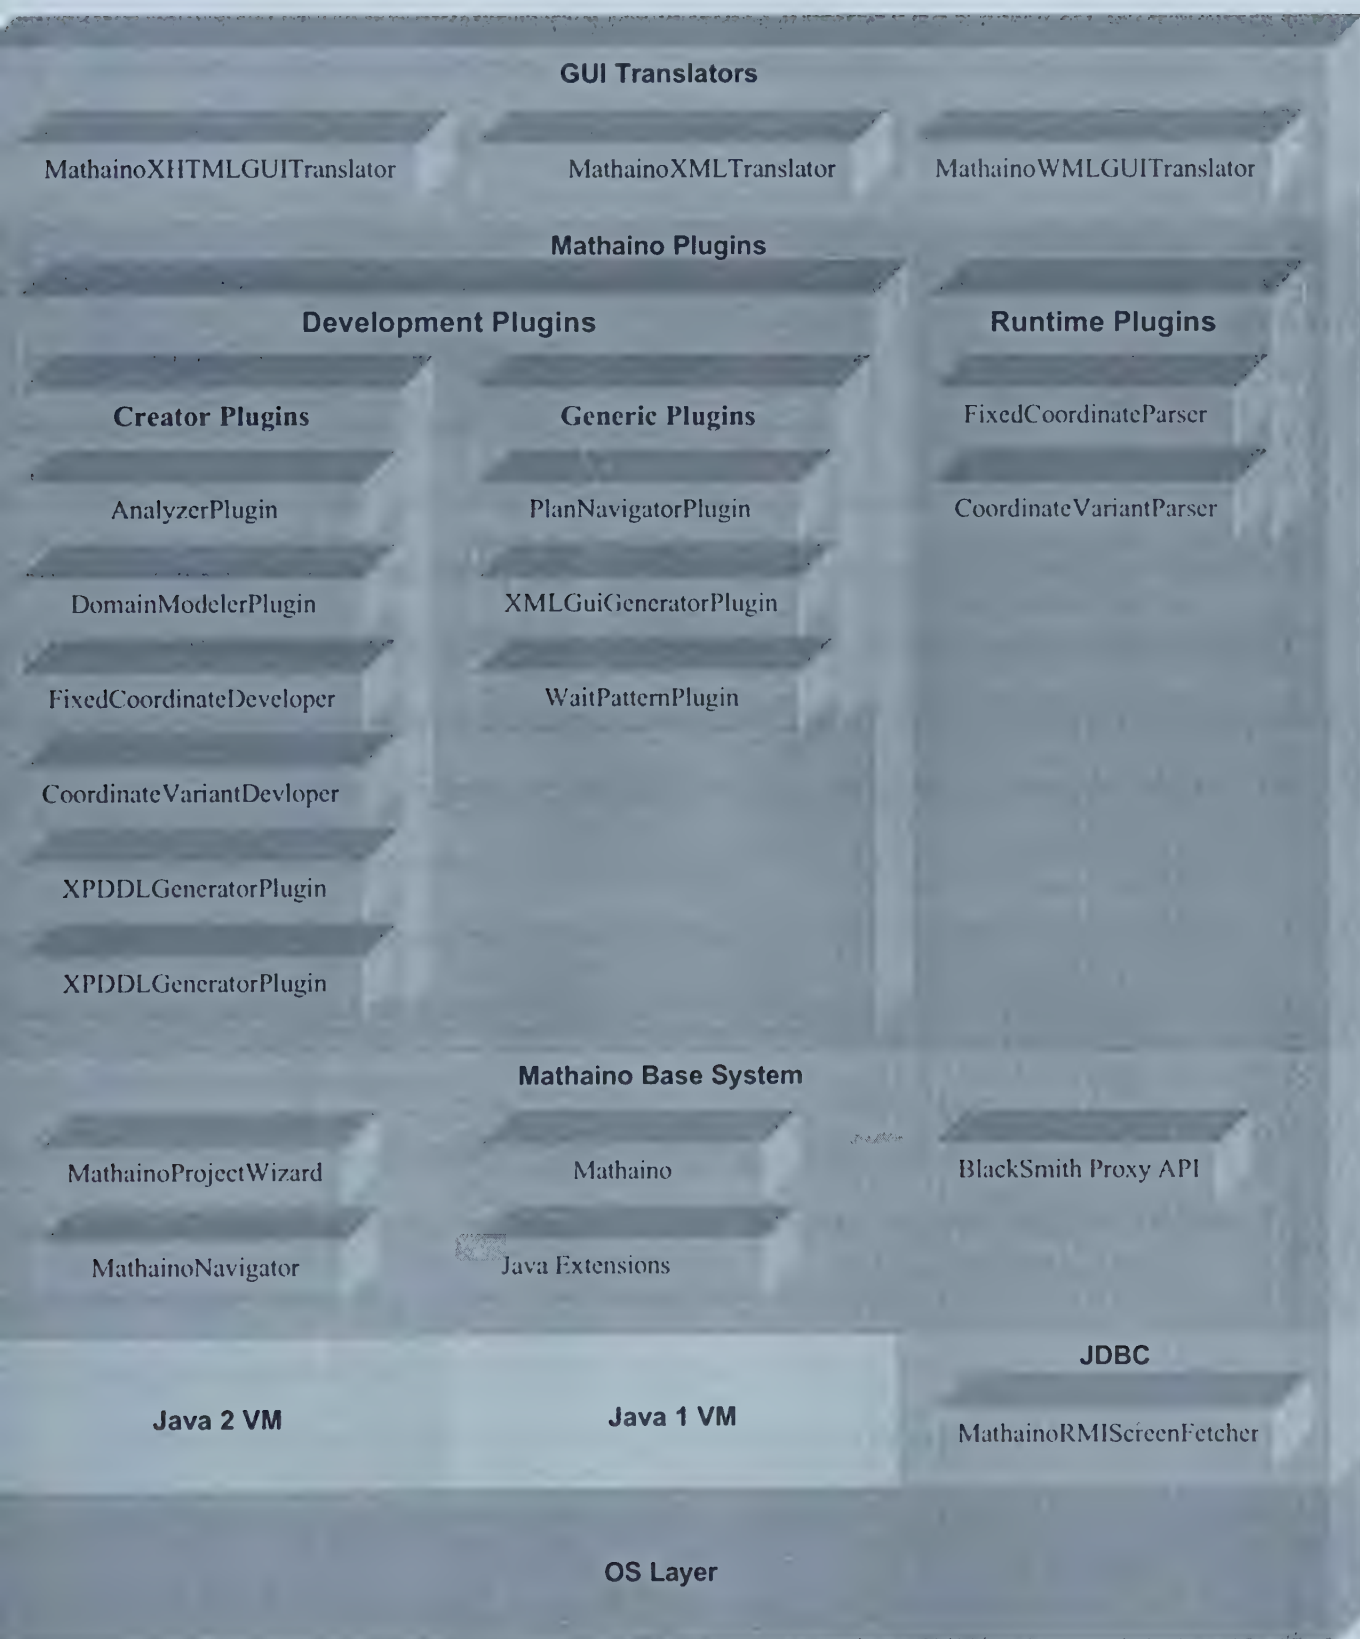 GUI Translators
MathainoXHTMLGUITranslator
MathainoXMLTranslator
MathainoWMLGUITranslator
Mathaino Plugins
Development Plugins
Runtime Plugins
Creator Plugins
Generic Plugins
FixedCoordinateParser
AnalyzerPlugin
PlanNavigatorPlugin
CoordinateVariantParser
DomainModelerPlugin
XMLGuiGeneratorPlugin
FixedCoordinateDeveloper
WaitPatternPlugin
CoordinateVariantDevloper
XPDDLGeneratorPlugin
XPDDLGeneratorPlugin
Mathaino Base System
MathainoProjectWizard
Mathaino
BlackSmith Proxy API
MathainoNavigator
Java Extensions
JDBC
Java 2 VM
Java 1 VM
MathainoRMIScreenFetcher
OS Layer